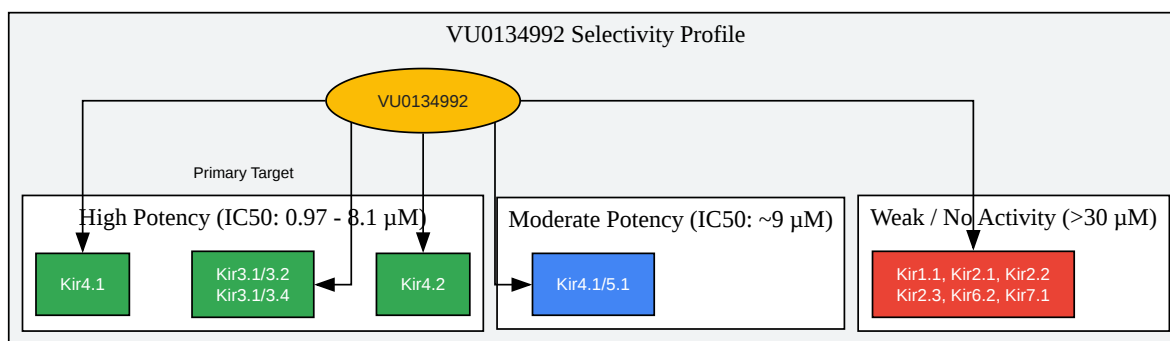 VU0134992 Selectivity Profile
VU0134992
Primary Target
High Potency (IC50: 0.97 - 8.1 µM)
Moderate Potency (IC50: ~9 µM)
Weak / No Activity (>30 µM)
Kir4.1
Kir3.1/3.2
Kir3.1/3.4
Kir4.2
Kir4.1/5.1
Kir1.1, Kir2.1, Kir2.2
Kir2.3, Kir6.2, Kir7.1